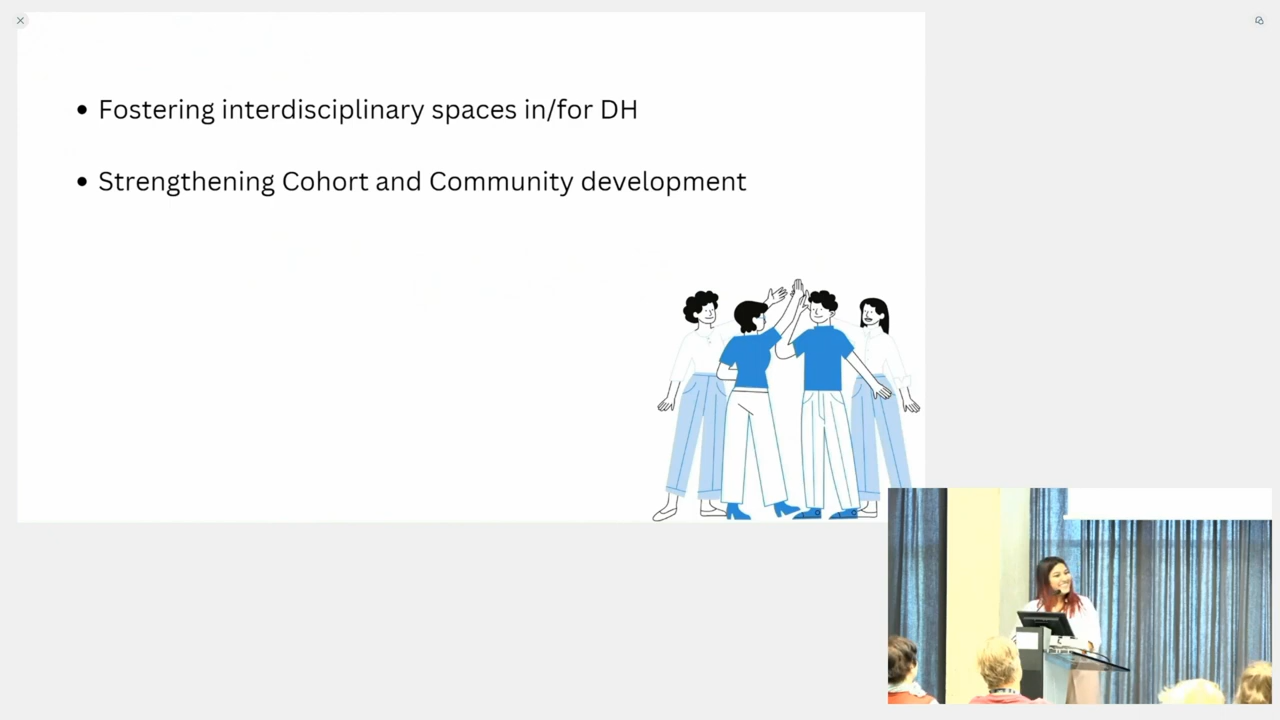 • Fostering interdisciplinary spaces in/for DH
• Strengthening Cohort and Community development